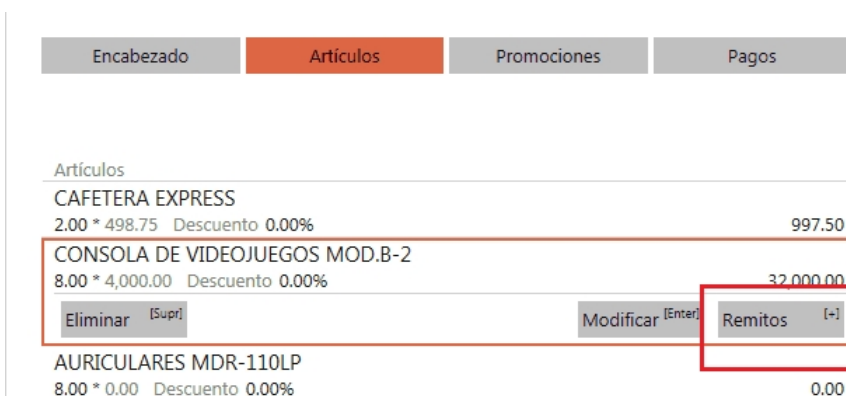 Encabezado Artículos Promociones Pagos
Artículos
CAFETERA EXPRESS
2.00 * 498.75 Descuento 0.00% 997.50
CONSOLA DE VIDEOJUEGOS MOD.B-2
8.00 * 4,000.00 Descuento 0.00% 32,000.00
Eliminar [Supr] Modificar [Enter] Remitos [+]
AURICULARES MDR-110LP
8.00 * 0.00 Descuento 0.00% 0.00